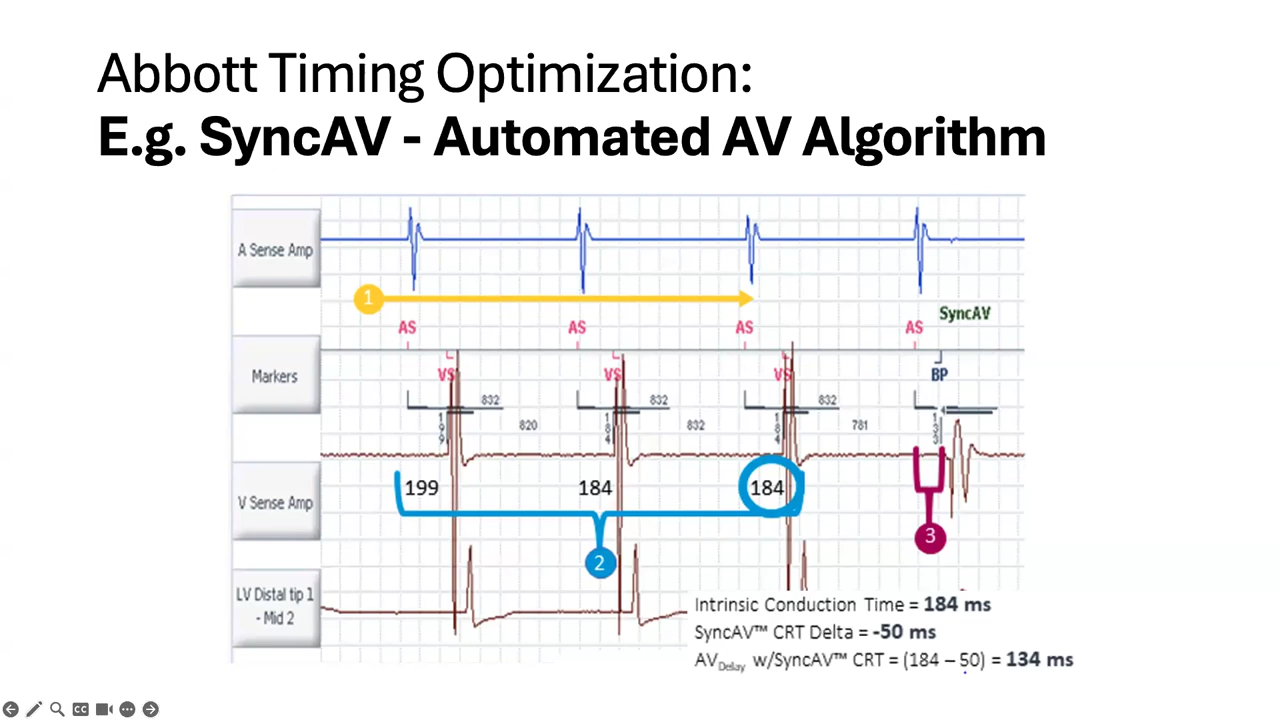 Abbott Timing Optimization:
E.g. SyncAV - Automated AV Algorithm
A Sense Amp
1
SyncAV
AS AS AS AS
Markers
VS VS VS BP
832 832 832
820 832 781
199
184
184
133
V Sense Amp
199 184 184
2
3
LV Distal tip 1
- Mid 2
Intrinsic Conduction Time = 184 ms
SyncAV™ CRT Delta = -50 ms
AVDelay w/SyncAV™ CRT = (184 – 50) = 134 ms
CC